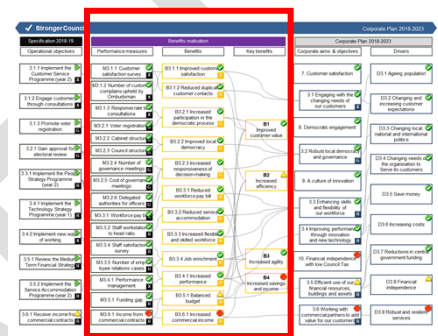 StrongerCounc
Corporate Plan 2018-2023
Specification 2018-19
Benefits realisation
Corporate Plan 2018-2023
Operational objectives
Performance measures
Benefits
Key benefits
Corporate aims & objectives
Drivers
3.1.1 Implement the
Customer Service
Programme (year 2)
3.1.2 Engage customers
through consultations
3.1.3 Promote voter
registration
3.2.1 Gain approval for
electoral review
3.3.1 Implement the People
Strategy Programme
(year 2)
3.4.1 Implement the
Technology Strategy
Programme (year 1)
3.4.2 Implement new ways
of working
3.5.1 Review the Medium
Term Financial Strategy
3.5.2 Implement the
Service Accommodation
Programme (year 2)
3.6.1 Receive income from
commercial contracts
M3.1.1 Customer
satisfaction survey
M3.1.2 Number of
complaints upheld by
Ombudsman
M3.1.3 Response rate to
consultations
M3.2.1 Voter registration
M3.2.2 Cabinet structure
M3.2.3 Council structure
M3.2.4 Number of
governance meetings
M3.2.5 Cost of governance
meetings
M3.2.6 Delegated
authorities for officers
M3.3.1 Workforce pay bill
M3.3.2 Staff workstation
to head ratio
M3.3.4 Staff satisfaction
survey
M3.3.5 Number of
employee relations cases
M3.4.1 Performance
management
M3.5.1 Funding gap
M3.6.1 Income from
commercial contracts
B3.1.1 Improved customer
satisfaction
B3.1.2 Reduced duplicate
customer contacts
B3.2.1 Increased
participation in the
democratic process
B3.2.2 Improved local
democracy
B3.2.3 Increased
responsiveness of
decision-making
B3.3.1 Reduced
workforce pay bill
B3.3.2 Reduced service
accommodation
B3.3.3 Increased flexible
and skilled workforce
B3.3.4 Job enrichment
B3.4.1 Increased
performance
B3.5.1 Balanced
budget
B3.6.1 Increased
commercial income
B1
Improved
customer value
B2
Increased
efficiency
B3
Increased agility
B4
Increased savings
and income
7. Customer satisfaction
3.1 Engaging with the
changing needs of
our customers
8. Democratic engagement
3.2 Robust local democracy
and governance
9. A culture of innovation
3.3 Enhancing skills
and flexibility of
our workforce
3.4 Improving performance
through innovation
and new technology
10. Financial independence
with low Council Tax
3.5 Efficient use of our
financial resources,
buildings and assets
3.6 Working with
commercial partners to add
value for our customers
D3.1 Ageing population
D3.2 Changing and
increasing customer
expectations
D3.3 Changing local,
national and international
politics
D3.4 Changing needs of
the organisation to
Serve its customers
D3.5 Save money
D3.6 Increasing costs
D3.7 Reductions in central
government funding
D3.8 Financial
independence
D3.9 Robust and resilient
services